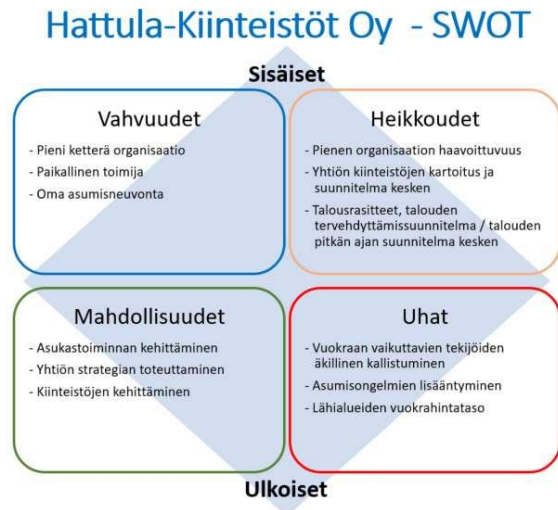 Hattula-Kiinteistöt Oy - SWOT
Sisäiset
Vahvuudet
- Pieni ketterä organisaatio
- Paikallinen toimija
- Oma asumisneuvonta
Heikkoudet
- Pienen organisaation haavoittuvuus
- Yhtiön kiinteistöjen kartoitus ja
suunnitelma kesken
- Talousrasitteet, talouden
tervehdyttämissuunnitelma / talouden
pitkän ajan suunnitelma kesken
Mahdollisuudet
- Asukastoiminnan kehittäminen
- Yhtiön strategian toteuttaminen
- Kiinteistöjen kehittäminen
Uhat
- Vuokraan vaikuttavien tekijöiden
äkillinen kallistuminen
- Asumisongelmien lisääntyminen
- Lähialueiden vuokrahintataso
Ulkoiset